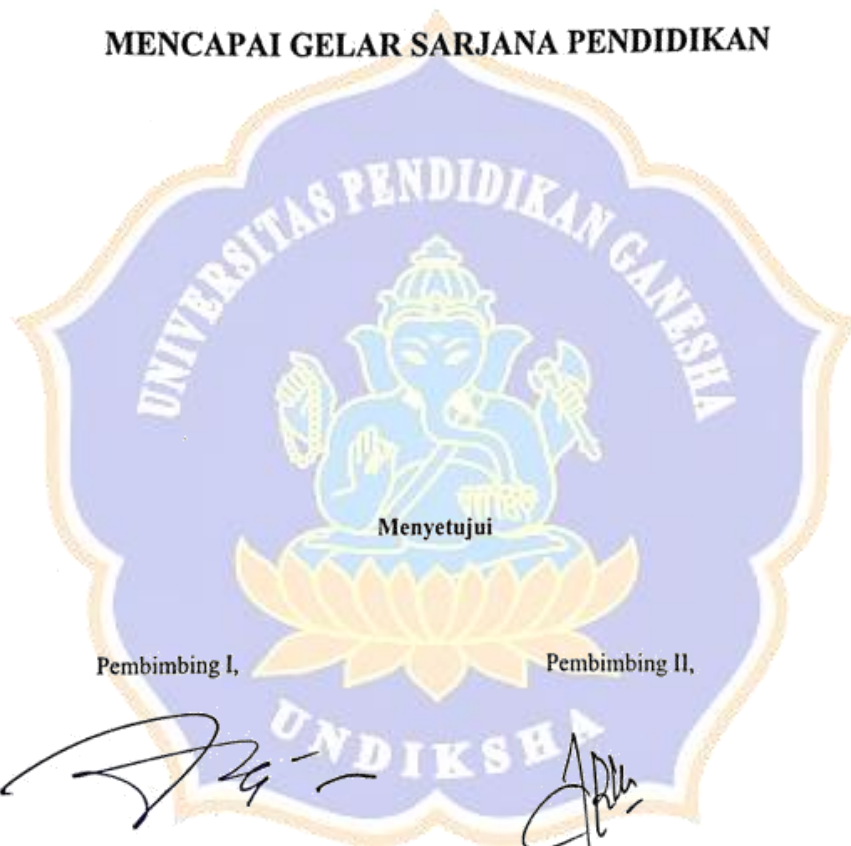 MENCAPAI GELAR SARJANA PENDIDIKAN
UNIVERSITAS PENDIDIKAN GANESHA
Menyetujui
Pembimbing I,
Pembimbing II,
UNDIKSHA